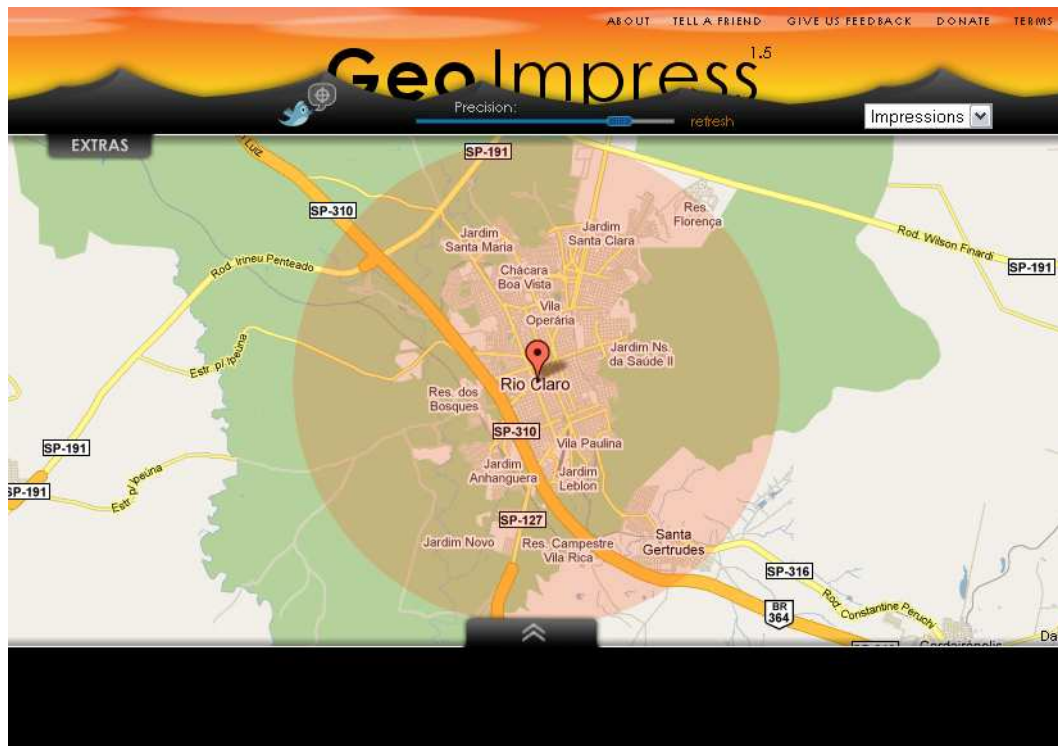 ABOUT TELL A FRIEND GIVE US FEEDBACK DONATE TERMS
GeoImpress 1.5
Precision:
refresh
Impressions
EXTRAS
Luiz
SP-191
SP-310
Res.
Florença
Jardim
Santa Maria
Jardim
Santa Clara
Rod. Wilson Finardi
SP-191
Rod. Irineu Penteado
Chácara
Boa Vista
Vila
Operária
Jardim Ns.
da Saúde II
Estr. p/ Ipeúna
Rio Claro
Res. dos
Bosques
SP-310
Vila Paulina
SP-191
Jardim
Anhanguera
Jardim
Leblon
SP-191
Estr. p/ Ipeúna
SP-127
Jardim Novo
Res. Campestre
Vila Rica
Santa
Gertrudes
SP-316
Rod. Constantine Peruchi
BR
364
Cordeirópolis
Da